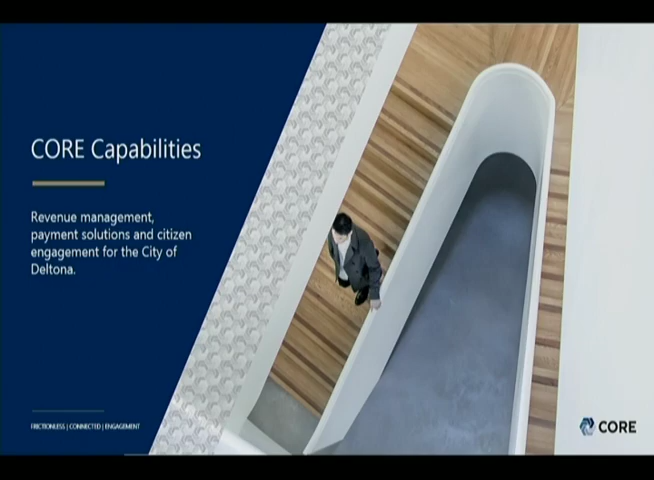 CORE Capabilities
Revenue management,
payment solutions and citizen
engagement for the City of
Deltona.
FRICTIONLESS | CONNECTED | ENGAGEMENT
CORE